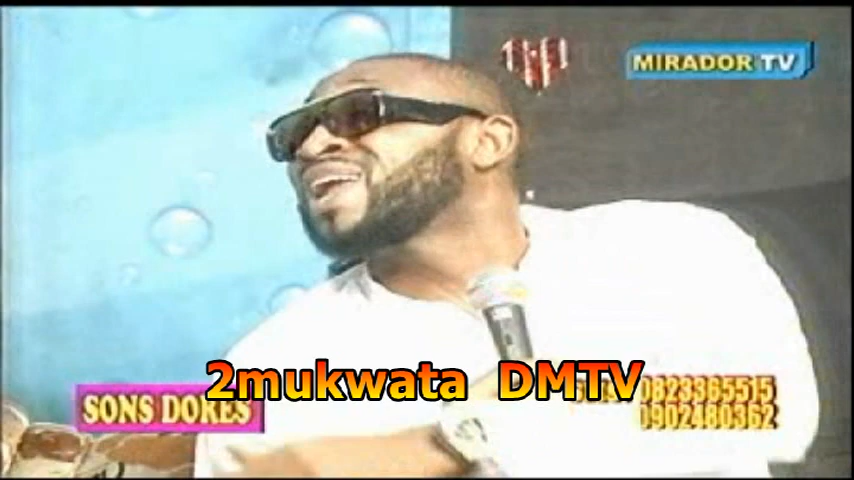 MIRADOR TV
2mukwata DMTV
SONS DORES
0823365515
0902480362